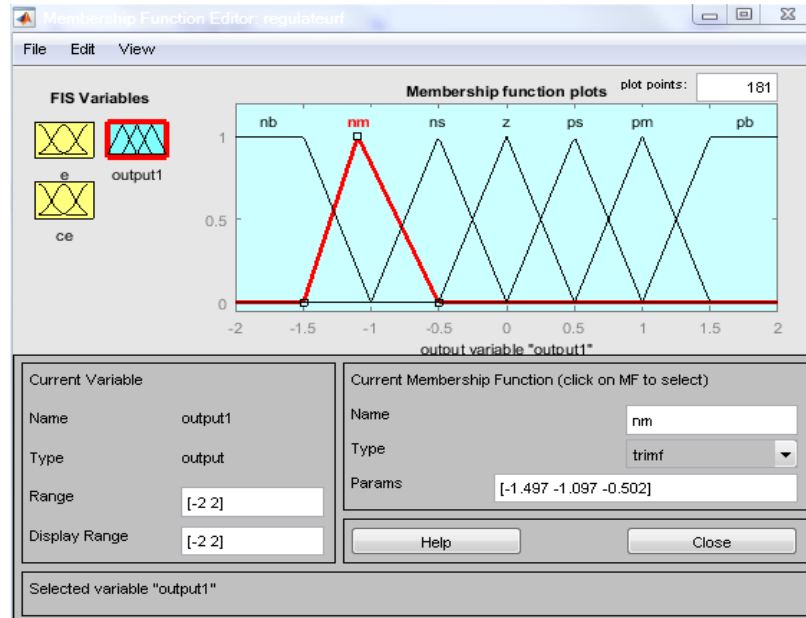 Membership Function Editor: regulateurf
File Edit View
FIS Variables
Membership function plots
plot points: 181
e
output1
ce
nb nm ns z ps pm pb
1
0.5
0
-2 -1.5 -1 -0.5 0 0.5 1 1.5 2
output variable "output1"
Current Variable
Name output1
Type output
Range [-2 2]
Display Range [-2 2]
Current Membership Function (click on MF to select)
Name nm
Type trimf
Params [-1.497 -1.097 -0.502]
Help Close
Selected variable "output1"